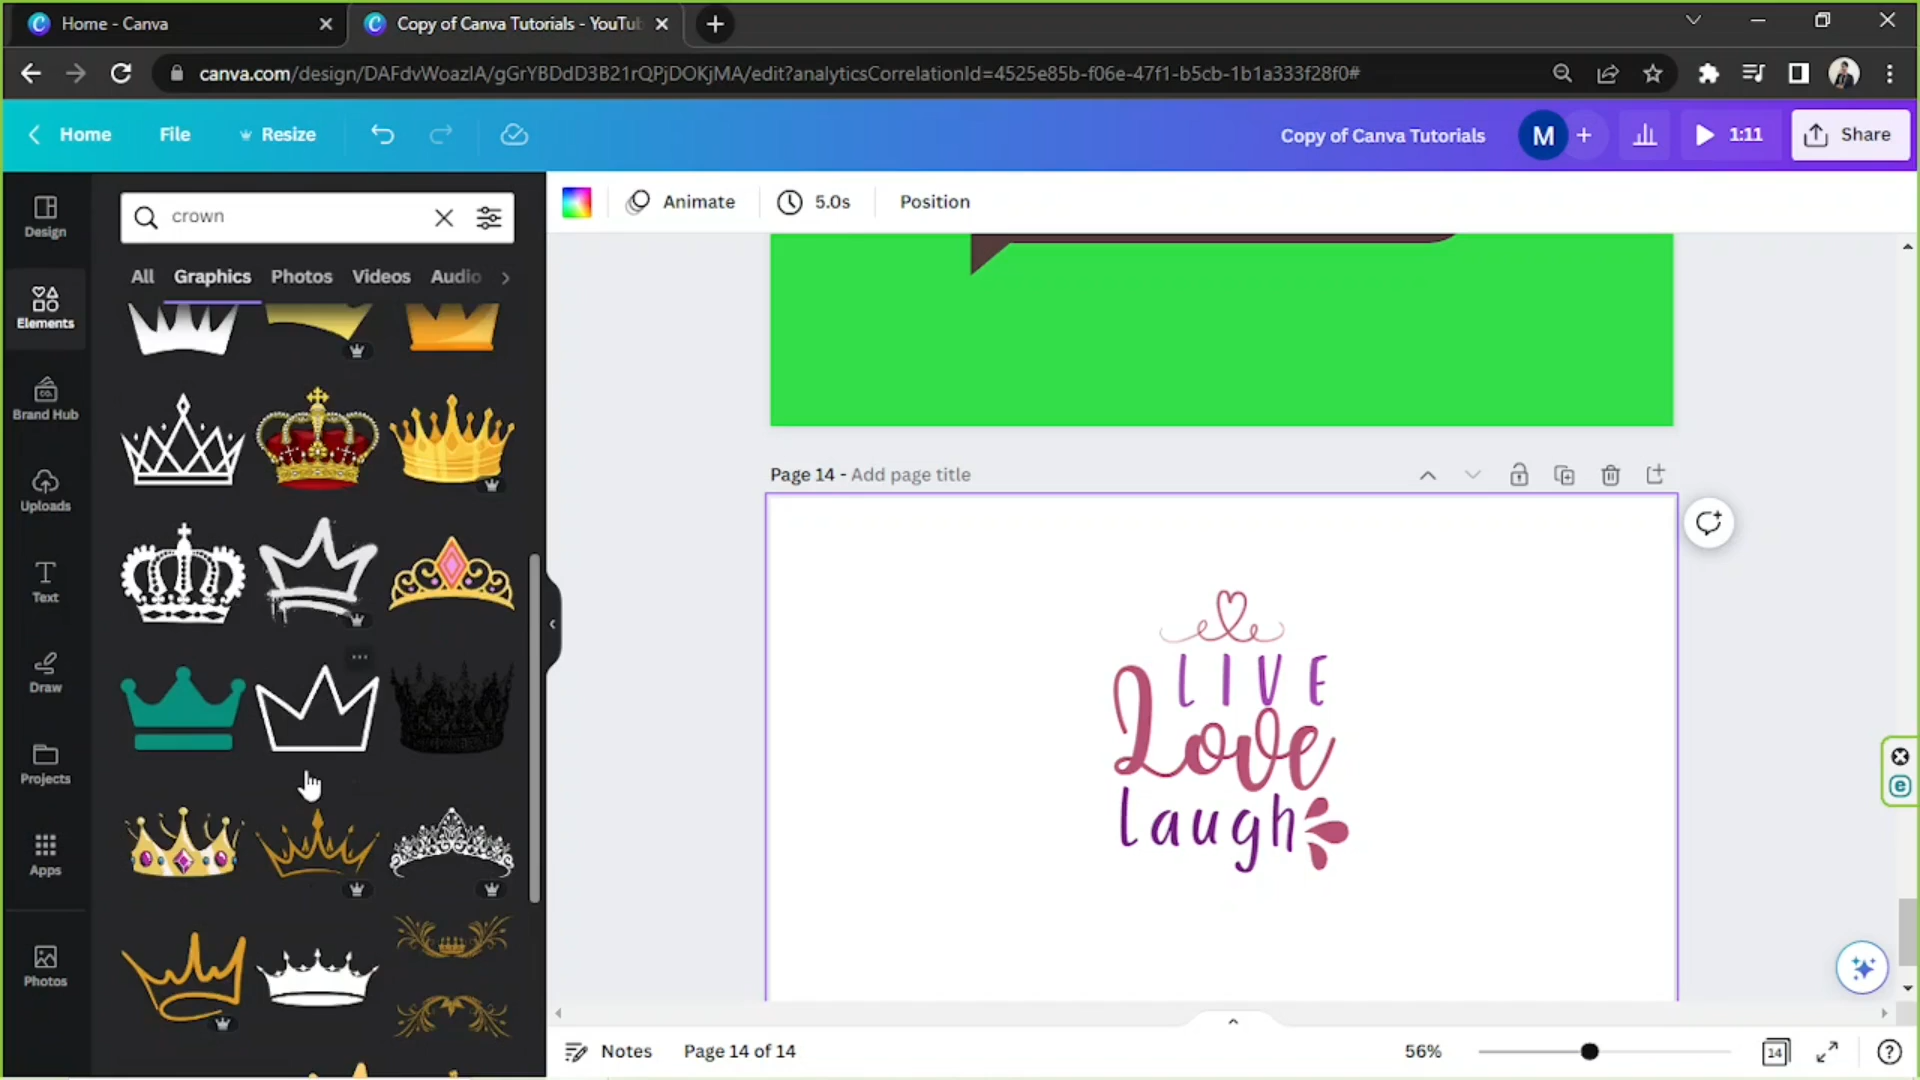 Home - Canva
Copy of Canva Tutorials - YouTu
canva.com/design/DAFdvWoazIA/gGrYBDdD3B21rQPjDOKjMA/edit?analyticsCorrelationId=4525e85b-f06e-47f1-b5cb-1b1a333f28f0#
Home
File
Resize
Copy of Canva Tutorials
M
1:11
Share
Design
Elements
Brand Hub
Uploads
Text
Draw
Projects
Apps
Photos
crown
All
Graphics
Photos
Videos
Audio
Animate
5.0s
Position
Page 14 - Add page title
LIVE
Love
laugh
Notes
Page 14 of 14
56%
14